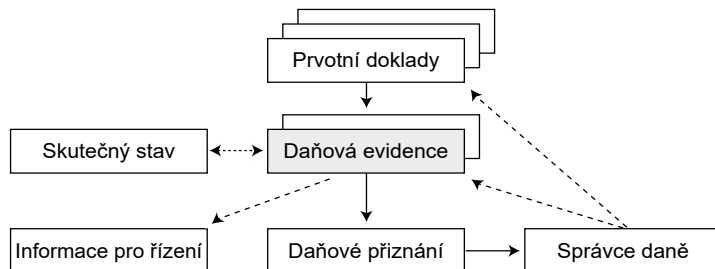 Prvotní doklady
Skutečný stav
Daňová evidence
Informace pro řízení
Daňové přiznání
Správce daně